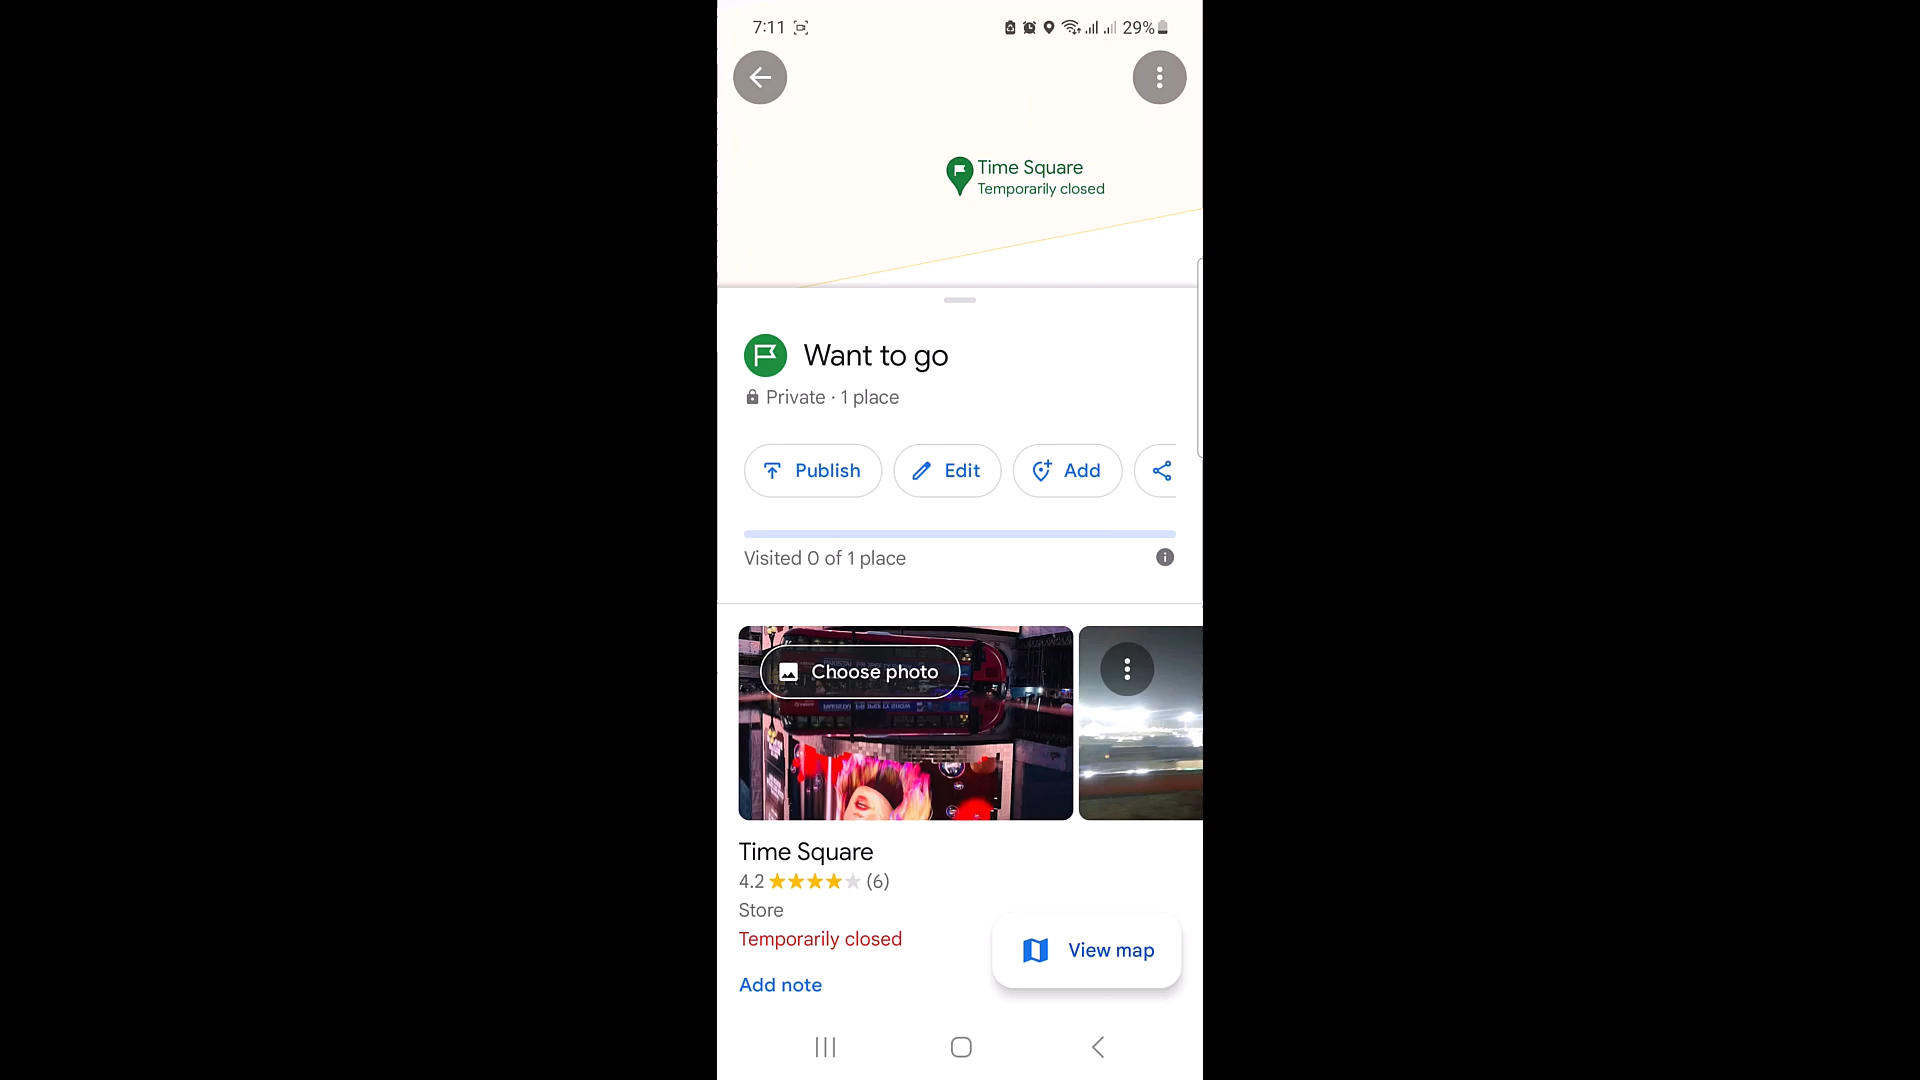 7:11
29%
Time Square
Temporarily closed
Want to go
Private · 1 place
Publish
Edit
Add
Visited 0 of 1 place
Choose photo
Time Square
4.2 (6)
Store
Temporarily closed
View map
Add note